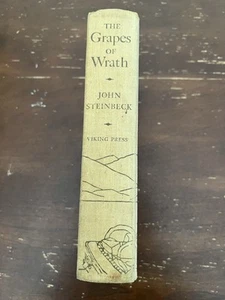 THE
Grapes
OF
Wrath
JOHN
STEINBECK
VIKING PRESS